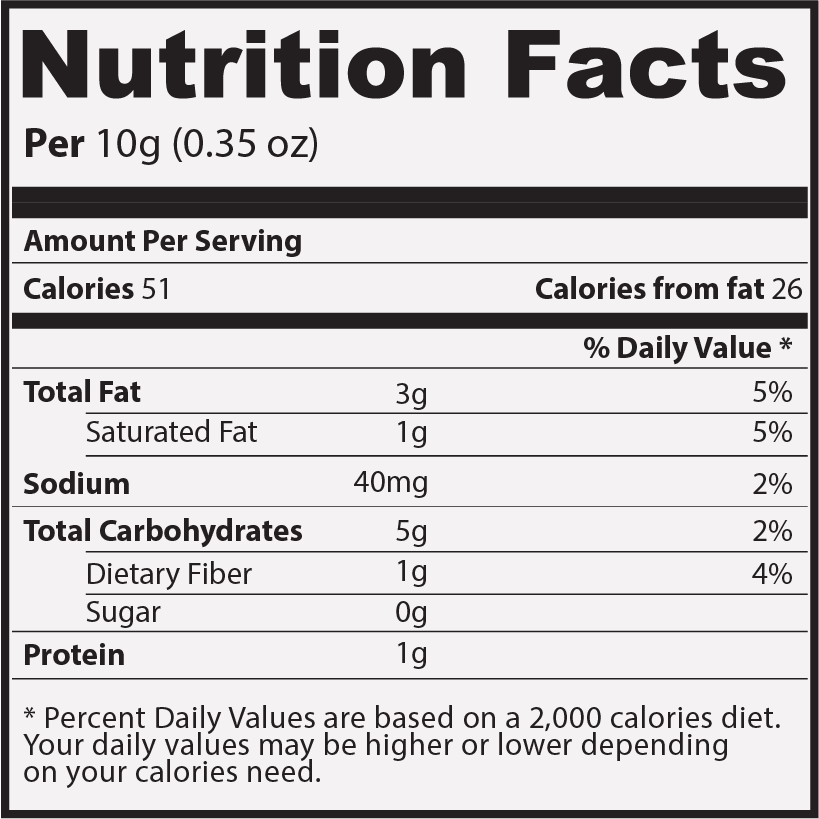 Nutrition Facts
Per 10g (0.35 oz)
Amount Per Serving
Calories 51 Calories from fat 26
% Daily Value *
Total Fat 3g 5%
Saturated Fat 1g 5%
Sodium 40mg 2%
Total Carbohydrates 5g 2%
Dietary Fiber 1g 4%
Sugar 0g
Protein 1g
* Percent Daily Values are based on a 2,000 calories diet.
Your daily values may be higher or lower depending
on your calories need.